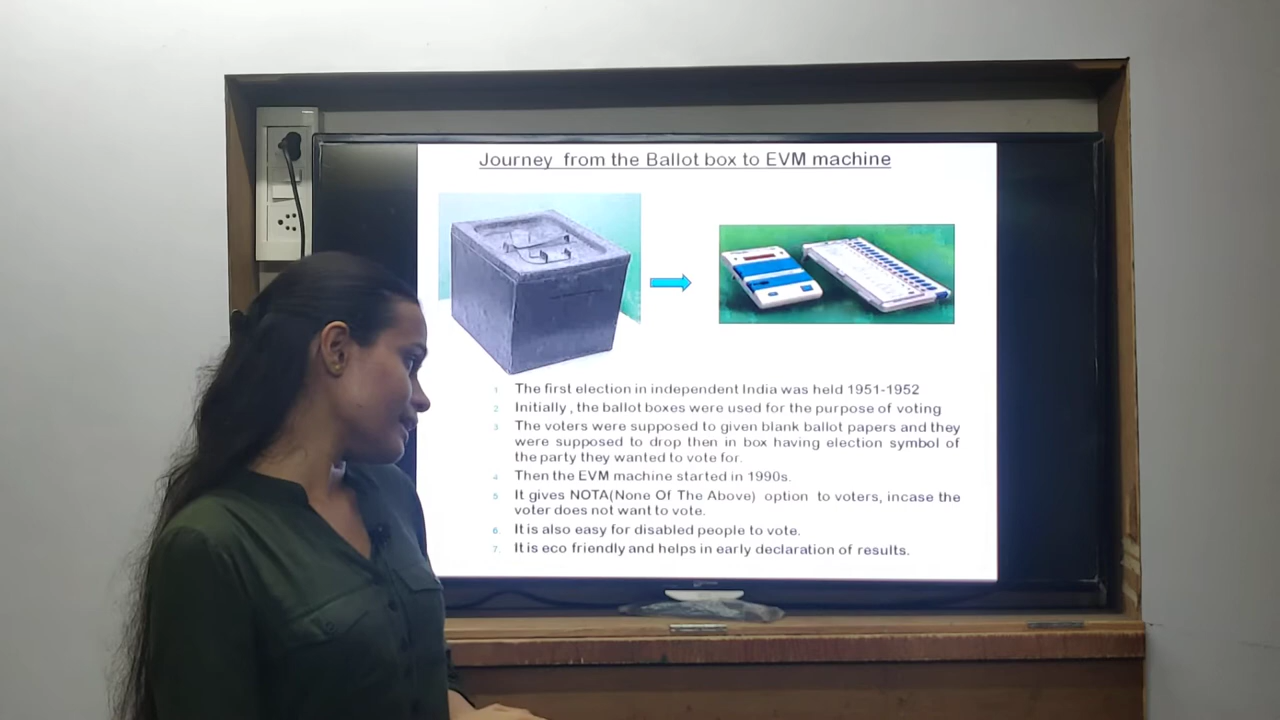 Journey from the Ballot box to EVM machine
1 The first election in independent India was held 1951-1952
2 Initially , the ballot boxes were used for the purpose of voting
3 The voters were supposed to given blank ballot papers and they
were supposed to drop then in box having election symbol of
the party they wanted to vote for.
4 Then the EVM machine started in 1990s.
5 It gives NOTA(None Of The Above) option to voters, incase the
voter does not want to vote.
6. It is also easy for disabled people to vote.
7. It is eco friendly and helps in early declaration of results.